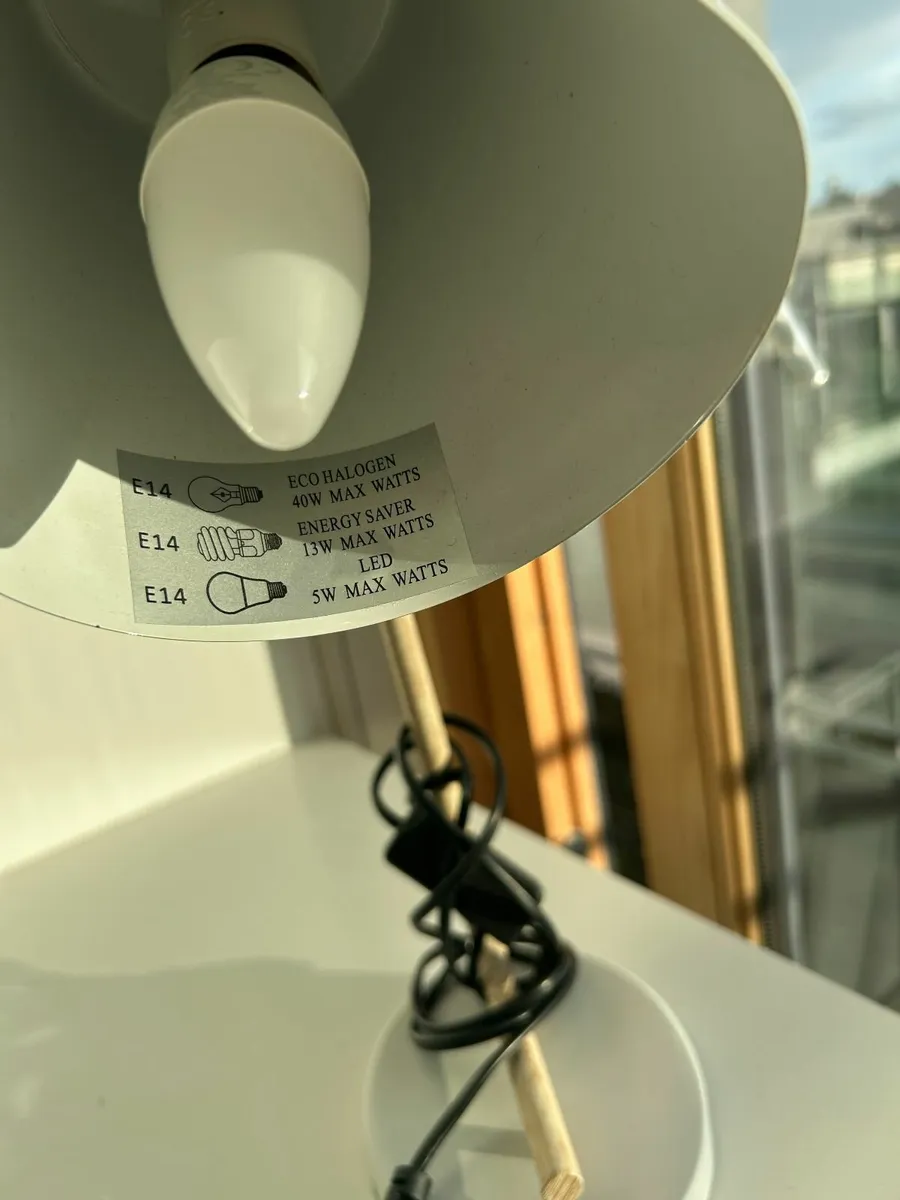 E14 ECO HALOGEN
40W MAX WATTS
E14 ENERGY SAVER
13W MAX WATTS
E14 LED
5W MAX WATTS